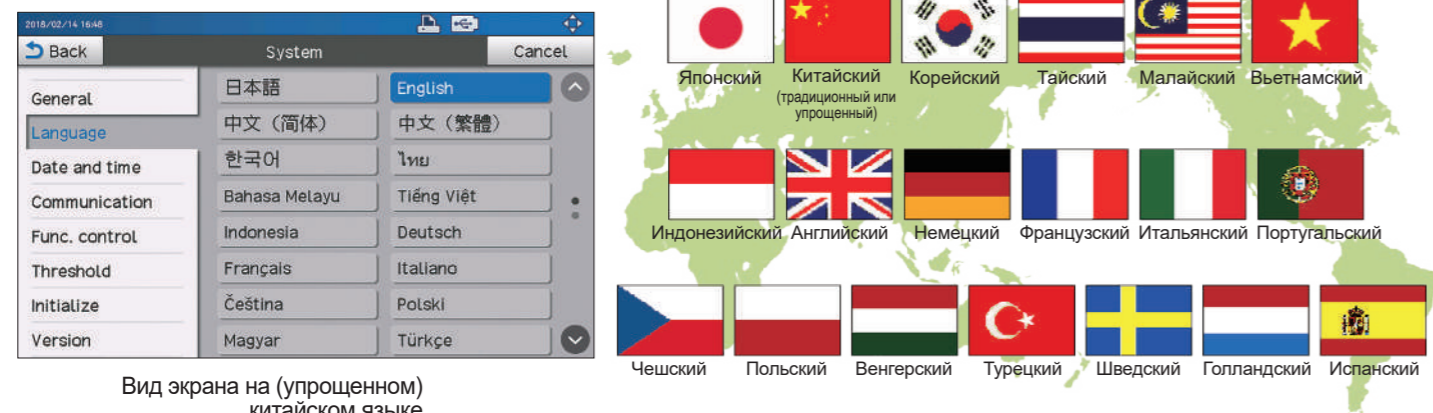 2018/02/14 16:48
Back
System
Cancel
General
Language
Date and time
Communication
Func. control
Threshold
Initialize
Version
日本語
English
中文（简体）
中文（繁體）
한국어
ไทย
Bahasa Melayu
Tiếng Việt
Indonesia
Deutsch
Français
Italiano
Čeština
Polski
Magyar
Türkçe
Вид экрана на (упрощенном)
китайском языке
Японский
Китайский
(традиционный или
упрощенный)
Корейский
Тайский
Малайский
Вьетнамский
Индонезийский
Английский
Немецкий
Французский
Итальянский
Португальский
Чешский
Польский
Венгерский
Турецкий
Шведский
Голландский
Испанский